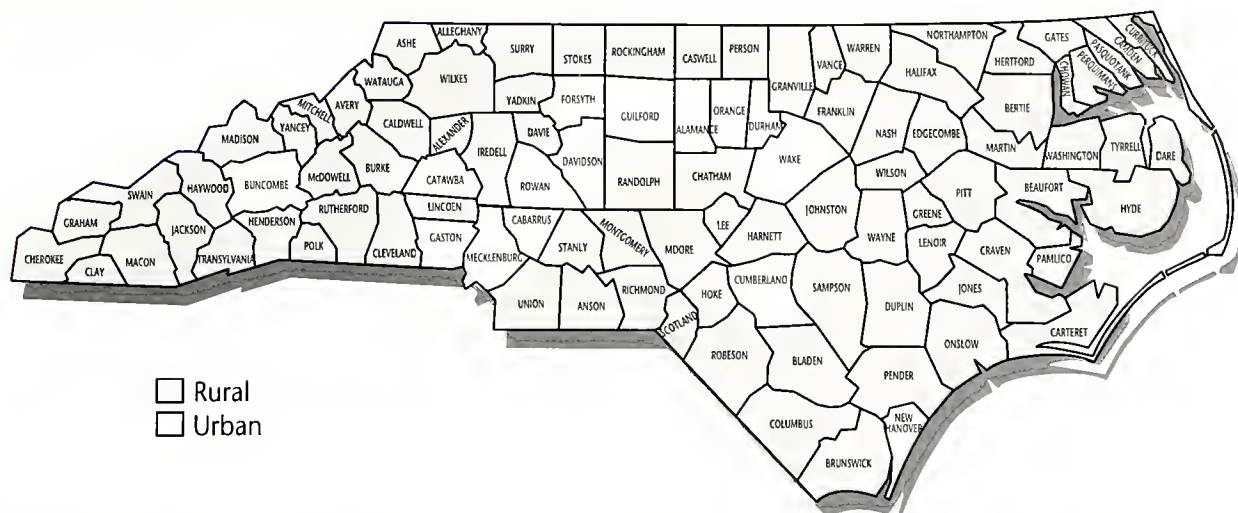 ALLEGHANY
ASHE
SURRY
STOKES
ROCKINGHAM
CASWELL
PERSON
VANCE
WARREN
NORTHAMPTON
GATES
CURRITUCK
CAMDEN
PASQUOTANK
PERQUIMANS
CHOWAN
HERTFORD
HALIFAX
GRANVILLE
WATAUGA
WILKES
YADKIN
FORSYTH
GUILFORD
ALAMANCE
ORANGE
DURHAM
FRANKLIN
BERTIE
MITCHELL
AVERY
CALDWELL
ALEXANDER
DAVIE
NASH
EDGECOMBE
MARTIN
WASHINGTON
TYRRELL
DARE
MADISON
YANCEY
IREDELL
DAVIDSON
WAKE
WILSON
BURKE
McDOWELL
CATAWBA
ROWAN
RANDOLPH
CHATHAM
PITT
BEAUFORT
HYDE
SWAIN
HAYWOOD
BUNCOMBE
RUTHERFORD
LINCOLN
JOHNSTON
GREENE
GRAHAM
JACKSON
HENDERSON
CABARRUS
MONTGOMERY
LEE
HARNETT
WAYNE
LENOIR
CRAVEN
CHEROKEE
CLAY
MACON
TRANSYLVANIA
POLK
CLEVELAND
GASTON
MECKLENBURG
STANLY
MOORE
PAMLICO
UNION
ANSON
RICHMOND
HOKE
CUMBERLAND
SAMPSON
DUPLIN
JONES
SCOTLAND
CARTERET
ROBESON
BLADEN
ONSLOW
PENDER
COLUMBUS
NEW
HANOVER
BRUNSWICK
Rural
Urban